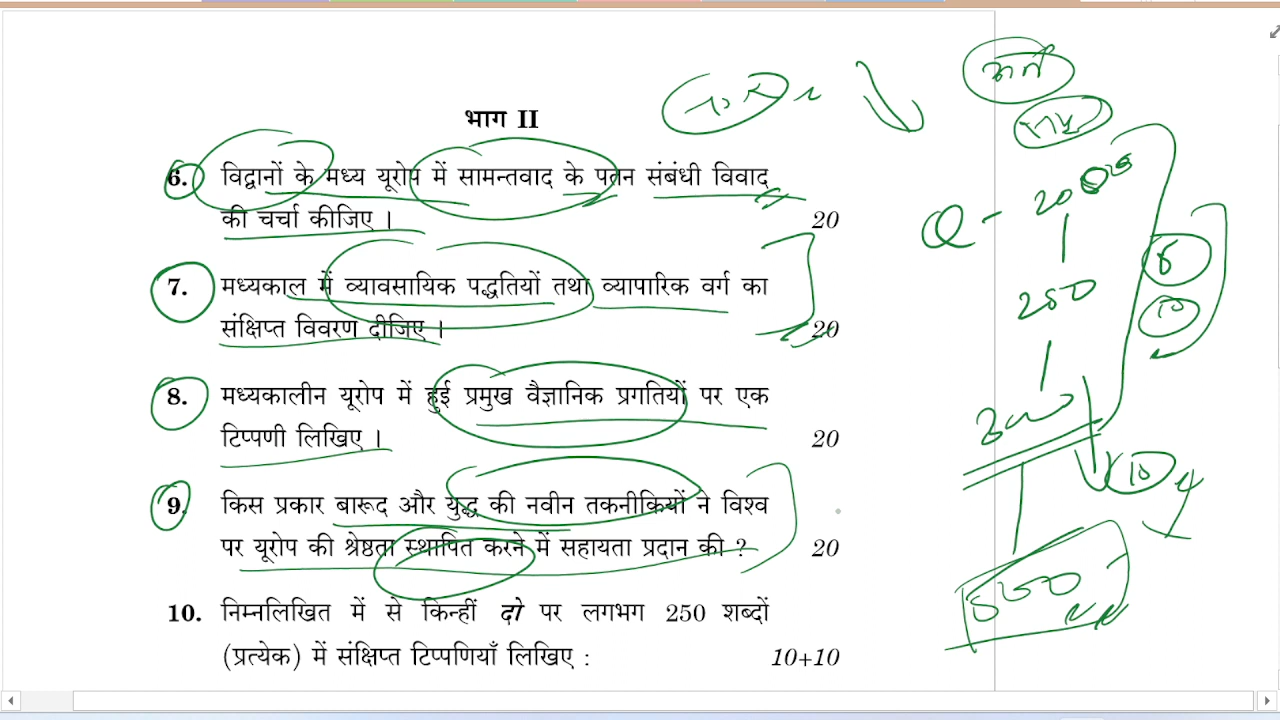 भाग II
6. विद्वानों के मध्य यूरोप में सामन्तवाद के पतन संबंधी विवाद
की चर्चा कीजिए । 20
7. मध्यकाल में व्यावसायिक पद्धतियों तथा व्यापारिक वर्ग का
संक्षिप्त विवरण दीजिए । 20
8. मध्यकालीन यूरोप में हुई प्रमुख वैज्ञानिक प्रगतियों पर एक
टिप्पणी लिखिए । 20
9. किस प्रकार बारूद और युद्ध की नवीन तकनीकियों ने विश्व
पर यूरोप की श्रेष्ठता स्थापित करने में सहायता प्रदान की ? 20
10. निम्नलिखित में से किन्हीं दो पर लगभग 250 शब्दों
(प्रत्येक) में संक्षिप्त टिप्पणियाँ लिखिए : 10+10
Q -
250
10
500